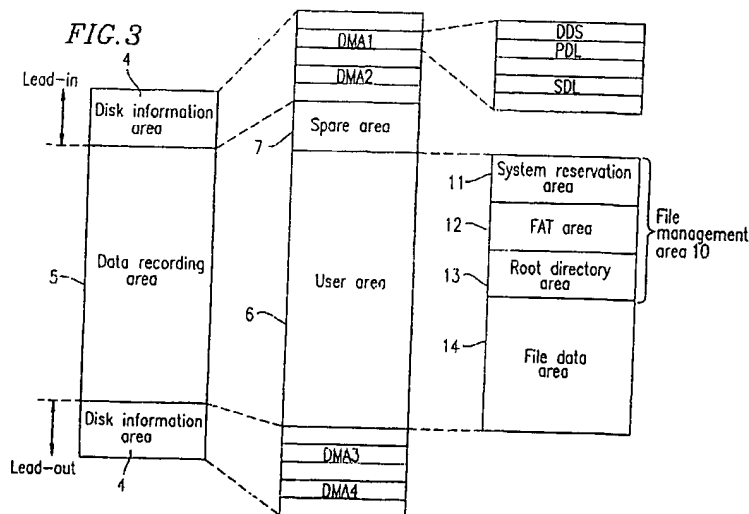 FIG.3
Lead-in
4
Disk information
area
5
Data recording
area
Disk information
area
4
Lead-out
DMA1
DMA2
Spare area
7
6
User area
DMA3
DMA4
DDS
PDL
SDL
11
System reservation
area
12
FAT area
13
Root directory
area
14
File data
area
File
management
area 10